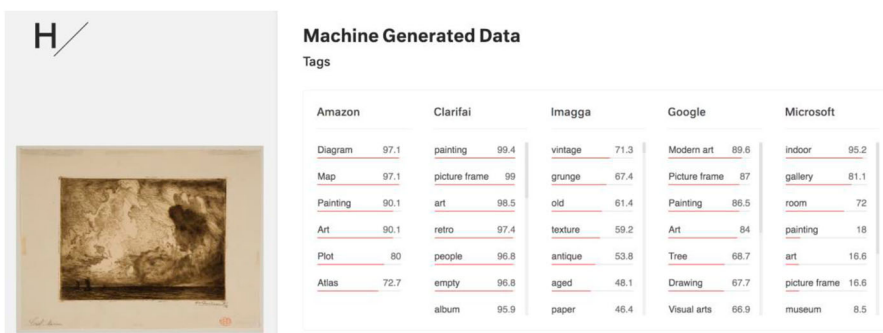 H/
Machine Generated Data
Tags
Amazon Clarifai Imagga Google Microsoft
Diagram 97.1 painting 99.4 vintage 71.3 Modern art 89.6 indoor 95.2
Map 97.1 picture frame 99 grunge 67.4 Picture frame 87 gallery 81.1
Painting 90.1 art 98.5 old 61.4 Painting 86.5 room 72
Art 90.1 retro 97.4 texture 59.2 Art 84 painting 18
Plot 80 people 96.8 antique 53.8 Tree 68.7 art 16.6
Atlas 72.7 empty 96.8 aged 48.1 Drawing 67.7 picture frame 16.6
album 95.9 paper 46.4 Visual arts 66.9 museum 8.5